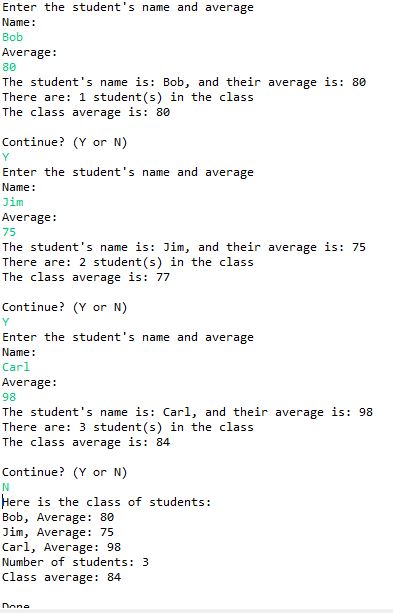 Enter the student's name and average
Name:
Bob
Average:
80
The student's name is: Bob, and their average is: 80
There are: 1 student(s) in the class
The class average is: 80
Continue? (Y or N)
Y
Enter the student's name and average
Name:
Jim
Average:
75
The student's name is: Jim, and their average is: 75
There are: 2 student(s) in the class
The class average is: 77
Continue? (Y or N)
Y
Enter the student's name and average
Name:
Carl
Average:
98
The student's name is: Carl, and their average is: 98
There are: 3 student(s) in the class
The class average is: 84
Continue? (Y or N)
N
Here is the class of students:
Bob, Average: 80
Jim, Average: 75
Carl, Average: 98
Number of students: 3
Class average: 84
Done